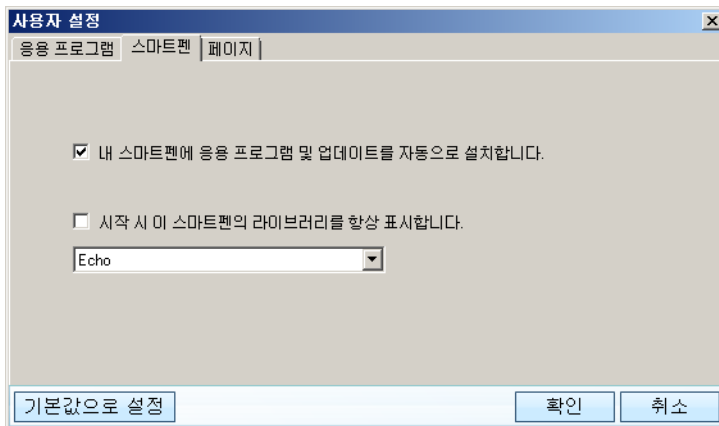 사용자 설정
응용 프로그램 스마트펜 페이지
내 스마트펜에 응용 프로그램 및 업데이트를 자동으로 설치합니다.
시작 시 이 스마트펜의 라이브러리를 항상 표시합니다.
Echo
기본값으로 설정 확인 취소